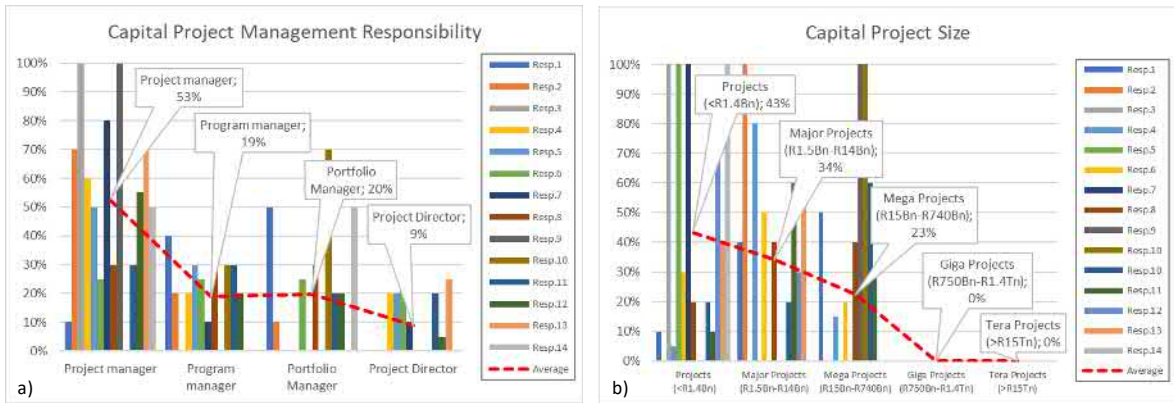 Capital Project Management Responsibility
100%
90%
80%
70%
60%
50%
40%
30%
20%
10%
0%
Project manager;
53%
Program manager;
19%
Portfolio
Manager; 20%
Project Director;
9%
Project manager
Program
manager
Portfolio
Manager
Project Director
Resp.1
Resp.2
Resp.3
Resp.4
Resp.5
Resp.6
Resp.7
Resp.8
Resp.9
Resp.10
Resp.11
Resp.12
Resp.13
Resp.14
Average
a)
Capital Project Size
100%
90%
80%
70%
60%
50%
40%
30%
20%
10%
0%
Projects
(<R1.4Bn); 43%
Major Projects
(R1.5Bn-R14Bn);
34%
Mega Projects
(R15Bn-R740Bn);
23%
Giga Projects
(R750Bn-R1.4Tn);
0%
Tera Projects
(>R15Tn); 0%
Projects
(<R1.4Bn)
Major Projects
(R1.5Bn-R14Bn)
Mega Projects
(R15Bn-R740Bn)
Giga Projects
(R750Bn-R1.4Tn)
Tera Projects
(>R15Tn)
Resp.1
Resp.2
Resp.3
Resp.4
Resp.5
Resp.6
Resp.7
Resp.8
Resp.9
Resp.10
Resp.10
Resp.11
Resp.12
Resp.13
Resp.14
Average
b)